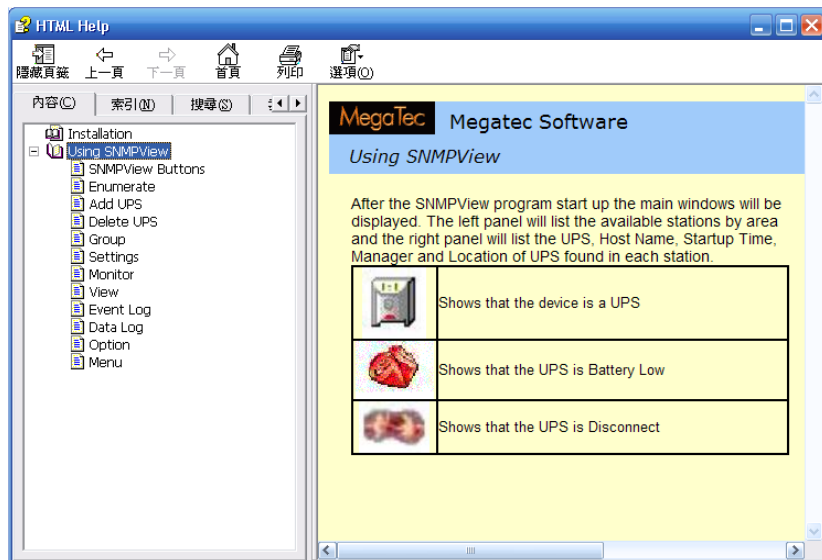 HTML Help
隱藏頁籤 上一頁 下一頁 首頁 列印 選項(O)
內容(C) 索引(N) 搜尋(S)
Installation
Using SNMPView
SNMPView Buttons
Enumerate
Add UPS
Delete UPS
Group
Settings
Monitor
View
Event Log
Data Log
Option
Menu
MegaTec Megatec Software
Using SNMPView
After the SNMPView program start up the main windows will be
displayed. The left panel will list the available stations by area
and the right panel will list the UPS, Host Name, Startup Time,
Manager and Location of UPS found in each station.
Shows that the device is a UPS
Shows that the UPS is Battery Low
Shows that the UPS is Disconnect